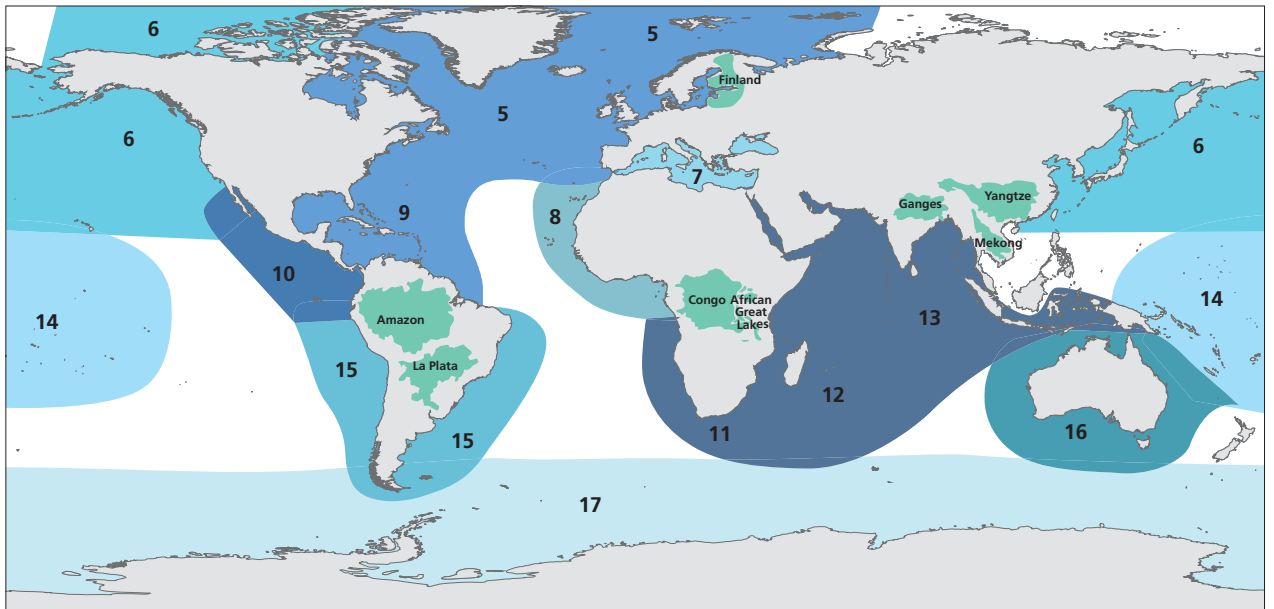 6
5
Finland
5
6
6
7
Yangtze
Ganges
8
9
Mekong
10
14
Congo
African
Great
Lakes
13
14
Amazon
La Plata
15
12
11
15
16
17